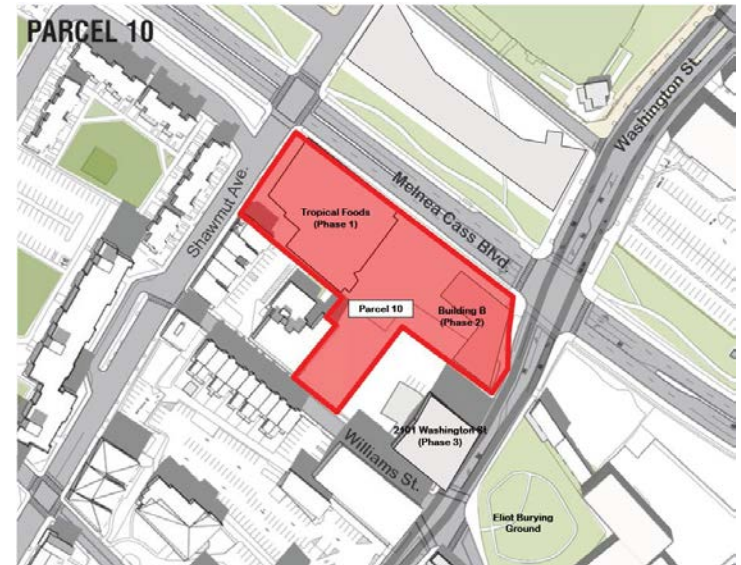 PARCEL 10
Washington St.
Shawmut Ave.
Melnea Cass Blvd.
Tropical Foods
(Phase 1)
Parcel 10
Building B
(Phase 2)
2101 Washington St
(Phase 3)
Williams St.
Eliot Burying
Ground